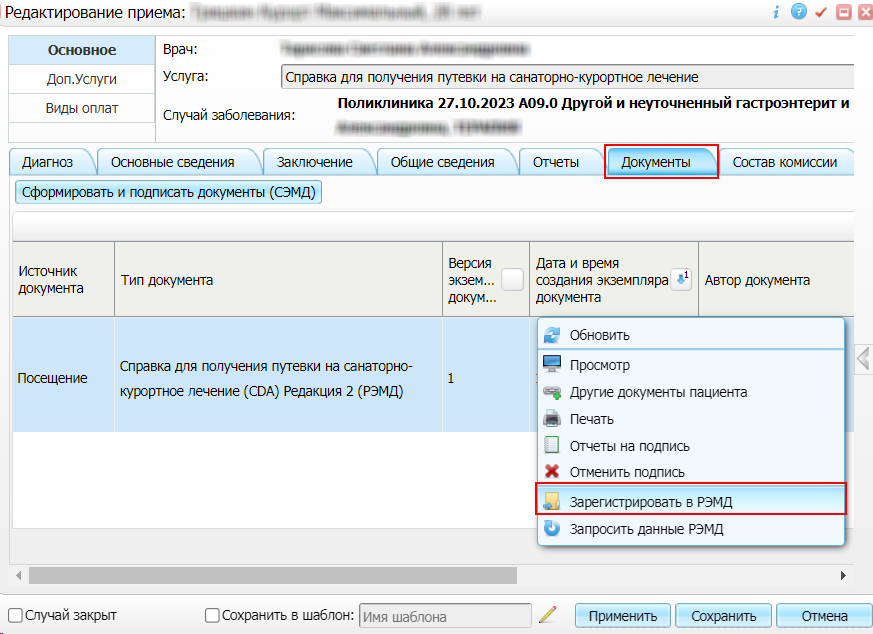 Редактирование приема:
Основное
Доп.Услуги
Виды оплат
Врач:
Услуга:
Справка для получения путевки на санаторно-курортное лечение
Случай заболевания:
Поликлиника 27.10.2023 A09.0 Другой и неуточненный гастроэнтерит и
Диагноз
Основные сведения
Заключение
Общие сведения
Отчеты
Документы
Состав комиссии
Сформировать и подписать документы (СЭМД)
Источник
документа
Тип документа
Версия
экзем...
докум...
Дата и время
создания экземпляра
документа
1
Автор документа
Посещение
Справка для получения путевки на санаторно-
курортное лечение (CDA) Редакция 2 (РЭМД)
1
Обновить
Просмотр
Другие документы пациента
Печать
Отчеты на подпись
Отменить подпись
Зарегистрировать в РЭМД
Запросить данные РЭМД
Случай закрыт
Сохранить в шаблон:
Имя шаблона
Применить
Сохранить
Отмена